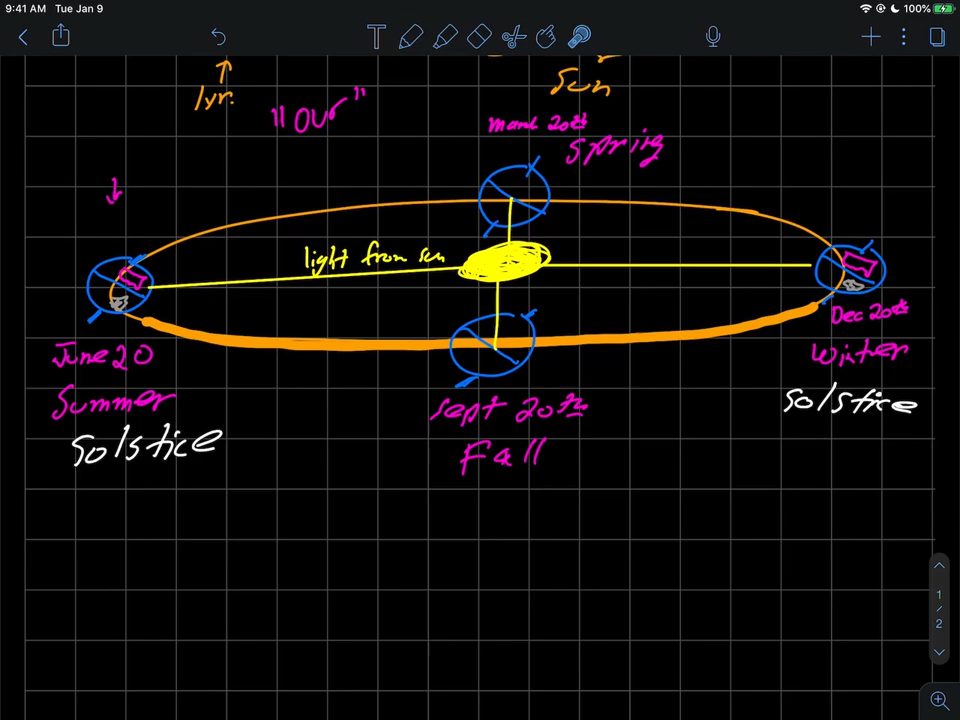 9:41 AM Tue Jan 9
100%
T
1yr.
Sun
"Our"
March 20th
Spring
light from sun
June 20
Summer
Solstice
Sept 20th
Fall
Dec 20th
Winter
Solstice
1
/
2